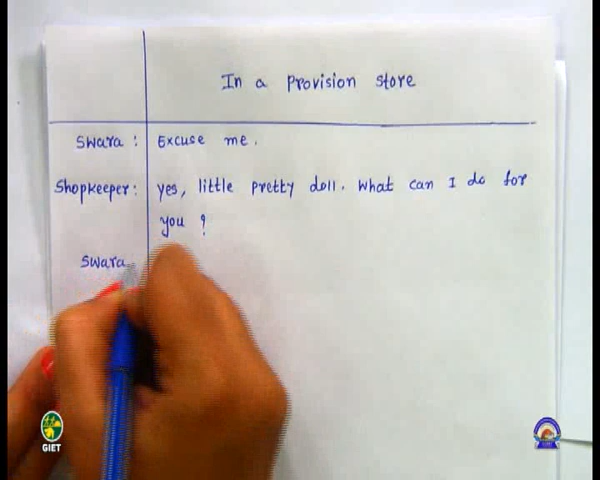 In a provision store
Swara : Excuse me.
Shopkeeper: yes, little pretty doll. What can I do for
you ?
Swara
GIET